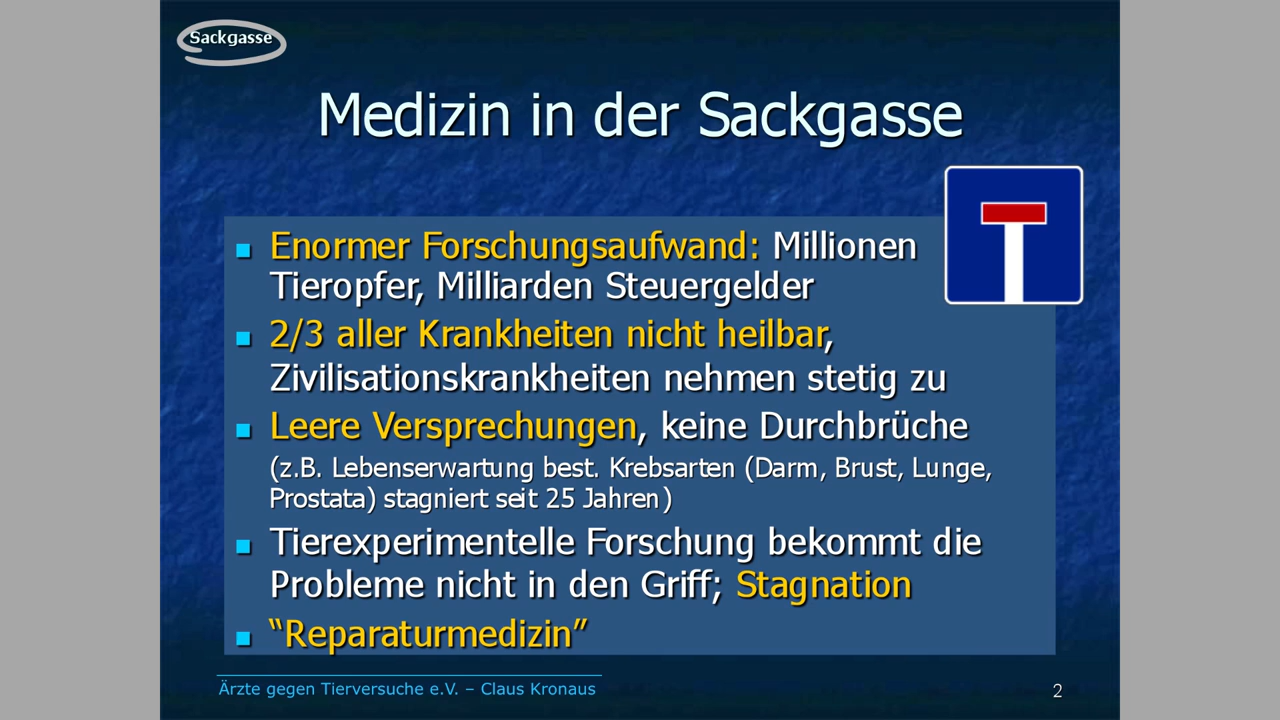 Sackgasse
Medizin in der Sackgasse
Enormer Forschungsaufwand: Millionen
Tieropfer, Milliarden Steuergelder
2/3 aller Krankheiten nicht heilbar,
Zivilisationskrankheiten nehmen stetig zu
Leere Versprechungen, keine Durchbrüche
(z.B. Lebenserwartung best. Krebsarten (Darm, Brust, Lunge,
Prostata) stagniert seit 25 Jahren)
Tierexperimentelle Forschung bekommt die
Probleme nicht in den Griff; Stagnation
“Reparaturmedizin”
Ärzte gegen Tierversuche e.V. – Claus Kronaus
2